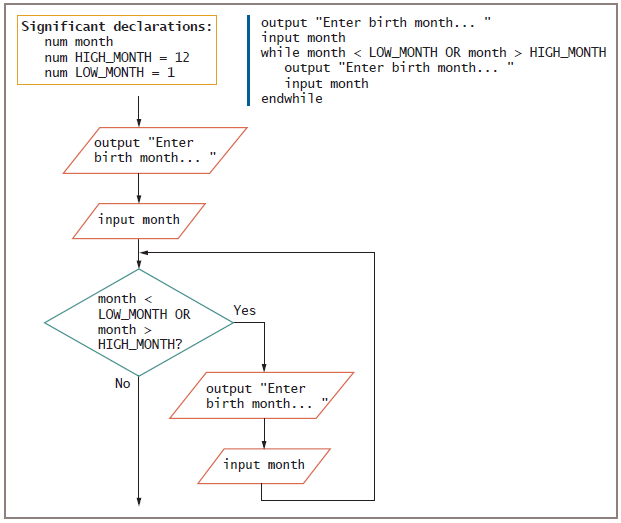 Significant declarations:
num month
num HIGH_MONTH = 12
num LOW_MONTH = 1
output "Enter birth month... "
input month
while month < LOW_MONTH OR month > HIGH_MONTH
output "Enter birth month... "
input month
endwhile
output "Enter
birth month... "
input month
month <
LOW_MONTH OR
month >
HIGH_MONTH?
Yes
No
output "Enter
birth month... "
input month